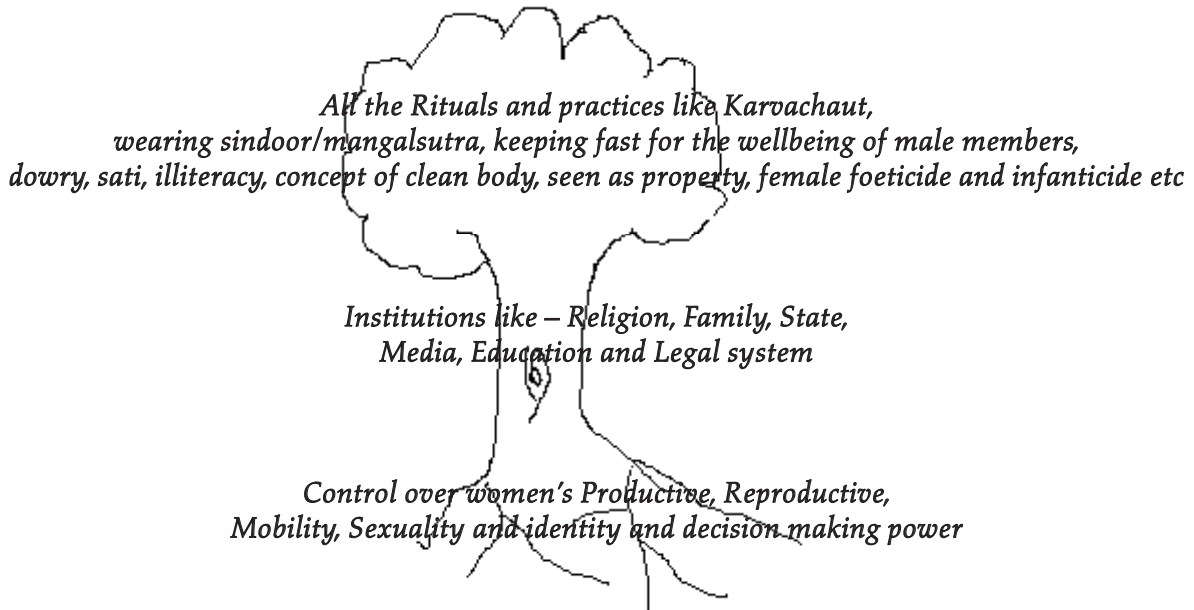 All the Rituals and practices like Karvachaut,
wearing sindoor/mangalsutra, keeping fast for the wellbeing of male members,
dowry, sati, illiteracy, concept of clean body, seen as property, female foeticide and infanticide etc
Institutions like – Religion, Family, State,
Media, Education and Legal system
Control over women’s Productive, Reproductive,
Mobility, Sexuality and identity and decision making power